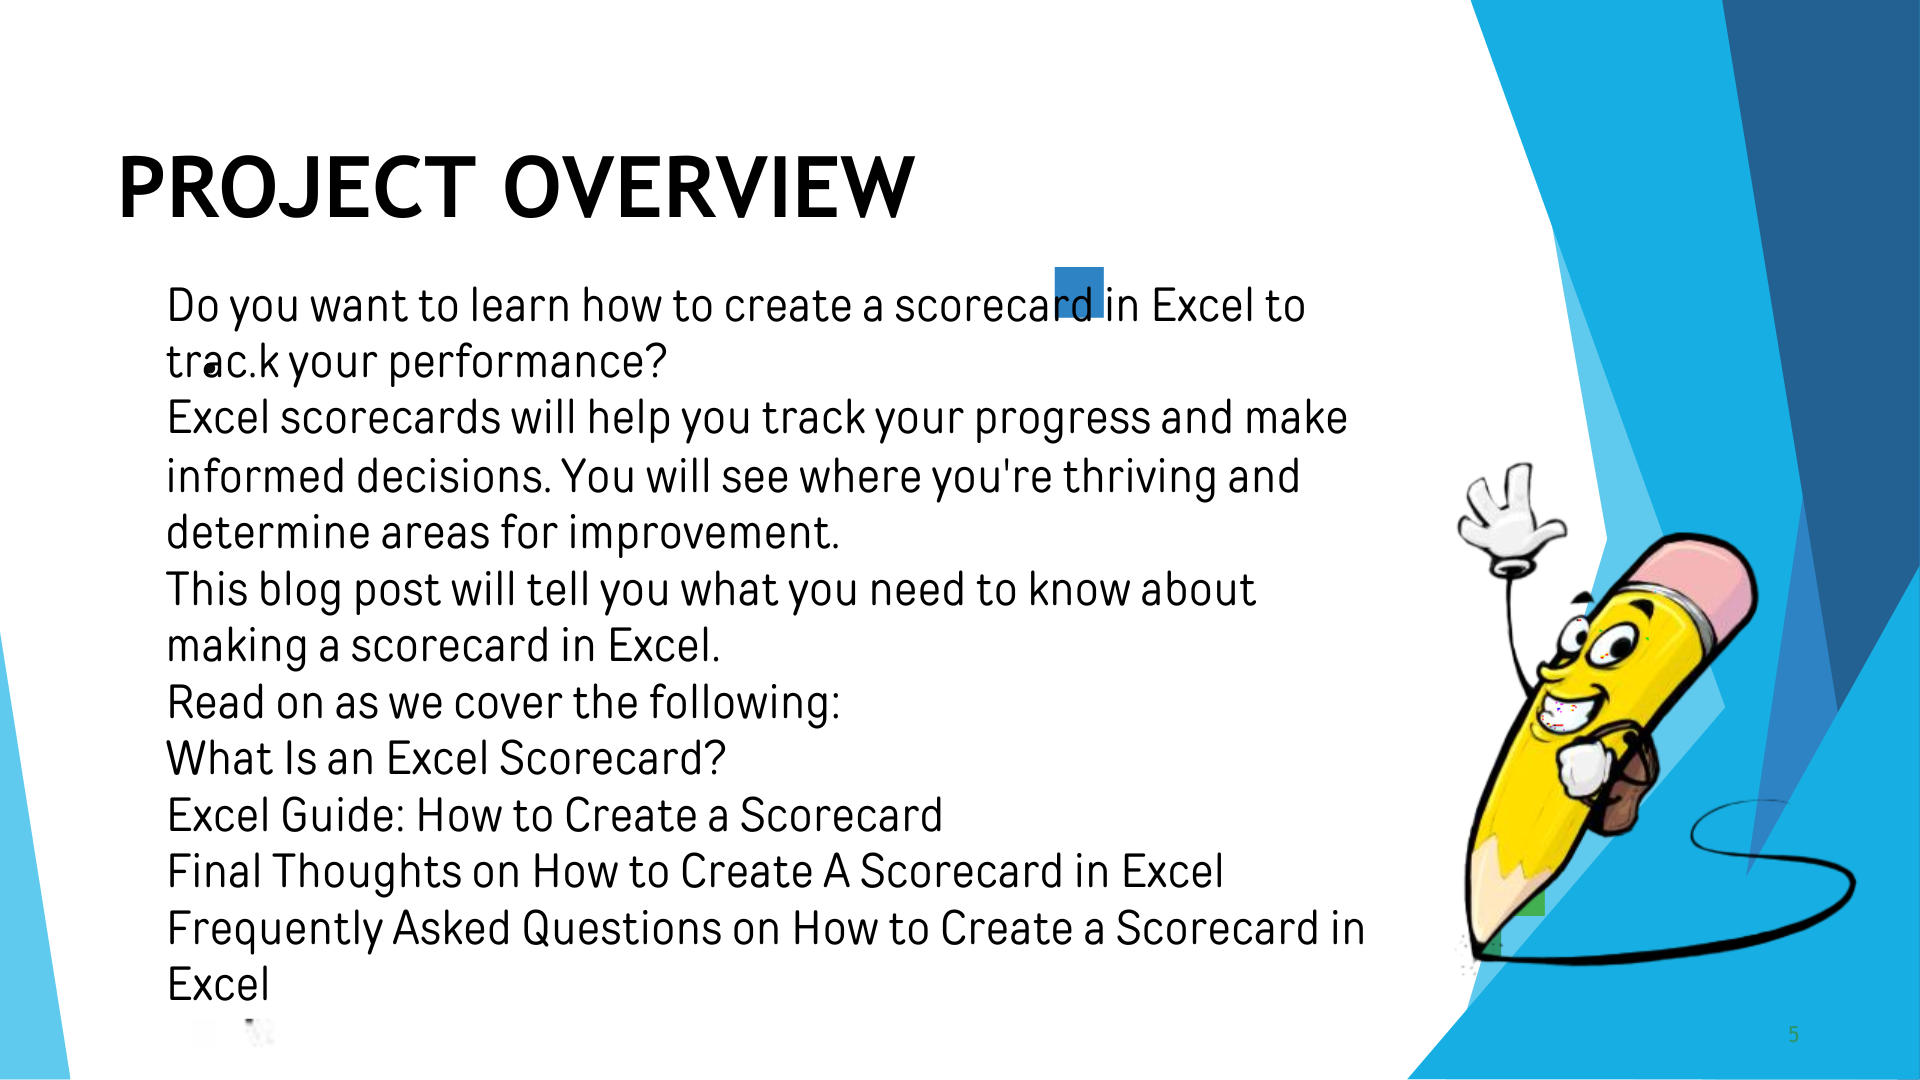 PROJECT OVERVIEW
Do you want to learn how to create a scorecard in Excel to
trac.k your performance?
Excel scorecards will help you track your progress and make
informed decisions. You will see where you're thriving and
determine areas for improvement.
This blog post will tell you what you need to know about
making a scorecard in Excel.
Read on as we cover the following:
What Is an Excel Scorecard?
Excel Guide: How to Create a Scorecard
Final Thoughts on How to Create A Scorecard in Excel
Frequently Asked Questions on How to Create a Scorecard in
Excel
5